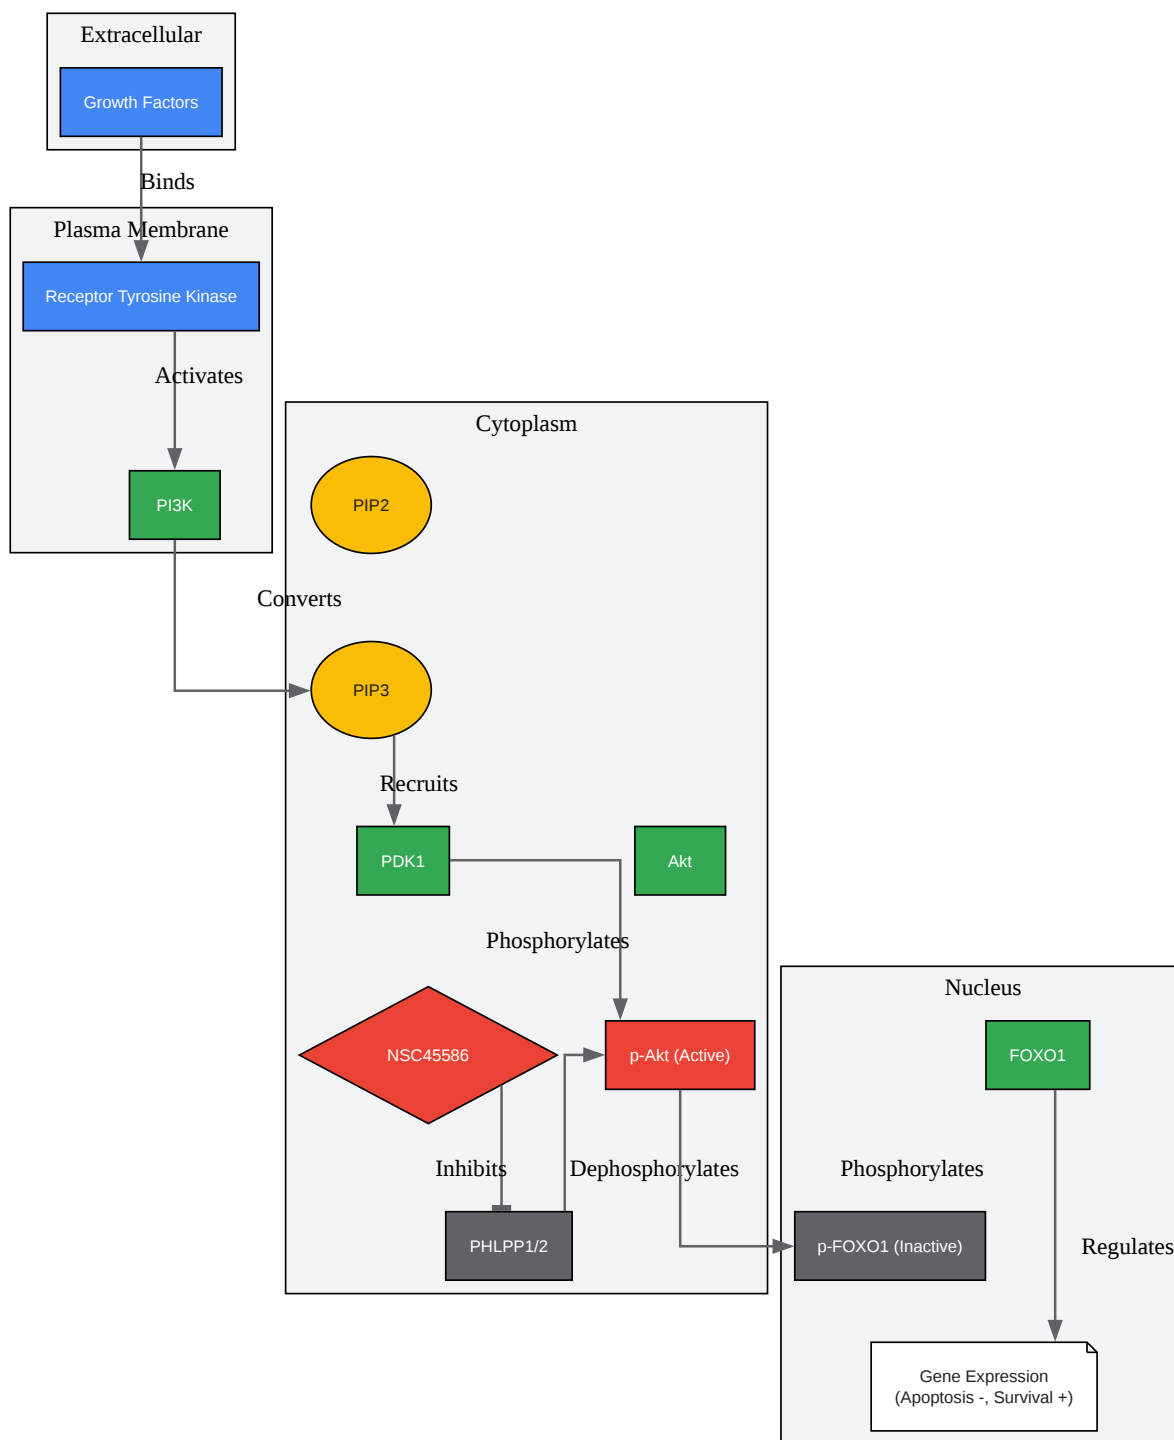 Extracellular
Growth Factors
Binds
Plasma Membrane
Receptor Tyrosine Kinase
Activates
PI3K
Cytoplasm
PIP2
Converts
PIP3
Recruits
PDK1
Akt
Phosphorylates
NSC45586
p-Akt (Active)
Inhibits
Dephosphorylates
PHLPP1/2
Nucleus
FOXO1
Phosphorylates
p-FOXO1 (Inactive)
Regulates
Gene Expression
(Apoptosis -, Survival +)